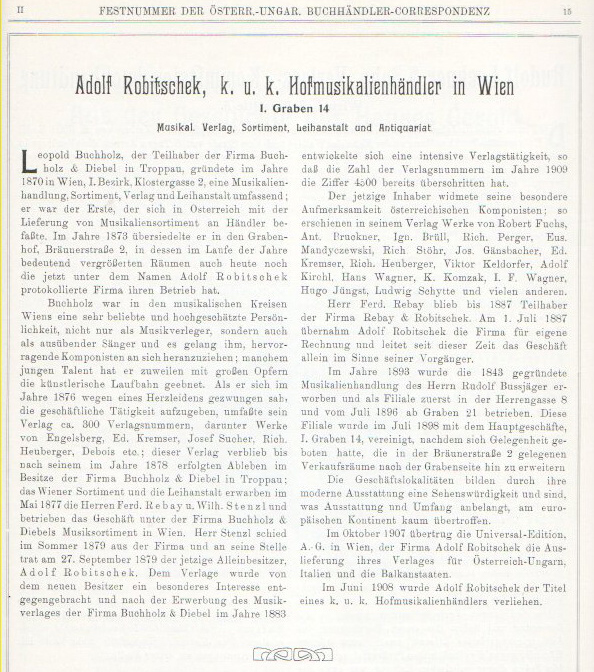 II FESTNUMMER DER ÖSTERR.-UNGAR. BUCHHÄNDLER-CORRESPONDENZ 15
Adolf Robitschek, k. u. k. Hofmusikalienhändler in Wien
I. Graben 14
Musikal. Verlag, Sortiment, Leihanstalt und Antiquariat
Leopold Buchholz, der Teilhaber der Firma Buch-
holz & Diebel in Troppau, gründete im Jahre
1870 in Wien, I. Bezirk, Klostergasse 2, eine Musikalien-
handlung, Sortiment, Verlag und Leihanstalt umfassend;
er war der Erste, der sich in Österreich mit der
Lieferung von Musikaliensortiment an Händler be-
faßte. Im Jahre 1873 übersiedelte er in den Graben-
hof, Bräunerstraße 2, in dessen im Laufe der Jahre
bedeutend vergrößerten Räumen auch heute noch
die jetzt unter dem Namen Adolf Robitschek
protokollierte Firma ihren Betrieb hat.
Buchholz war in den musikalischen Kreisen
Wiens eine sehr beliebte und hochgeschätzte Persön-
lichkeit, nicht nur als Musikverleger, sondern auch
als ausübender Sänger und es gelang ihm, hervor-
ragende Komponisten an sich heranzuziehen; manchem
jungen Talent hat er zuweilen mit großen Opfern
die künstlerische Laufbahn geebnet. Als er sich im
Jahre 1876 wegen eines Herzleidens gezwungen sah,
die geschäftliche Tätigkeit aufzugeben, umfaßte sein
Verlag ca. 300 Verlagsnummern, darunter Werke
von Engelsberg, Ed. Kremser, Josef Sucher, Rich.
Heuberger, Debois etc.; dieser Verlag verblieb bis
nach seinem im Jahre 1878 erfolgten Ableben im
Besitze der Firma Buchholz & Diebel in Troppau;
das Wiener Sortiment und die Leihanstalt erwarben im
Mai 1877 die Herren Ferd. Rebay u. Wilh. Stenzl und
betrieben das Geschäft unter der Firma Buchholz &
Diebels Musiksortiment in Wien. Herr Stenzl schied
im Sommer 1879 aus der Firma und an seine Stelle
trat am 27. September 1879 der jetzige Alleinbesitzer,
Adolf Robitschek. Dem Verlage wurde von
dem neuen Besitzer ein besonderes Interesse ent-
gegengebracht und nach der Erwerbung des Musik-
verlages der Firma Buchholz & Diebel im Jahre 1883
entwickelte sich eine intensive Verlagstätigkeit, so
daß die Zahl der Verlagsnummern im Jahre 1909
die Ziffer 4500 bereits überschritten hat.
Der jetzige Inhaber widmete seine besondere
Aufmerksamkeit österreichischen Komponisten; so
erschienen in seinem Verlag Werke von Robert Fuchs,
Ant. Bruckner, Ign. Brüll, Rich. Perger, Eus.
Mandyczewski, Rich Stöhr, Jos. Gänsbacher, Ed.
Kremser, Rich. Heuberger, Viktor Keldorfer, Adolf
Kirchl, Hans Wagner, K. Komzak, I. F. Wagner,
Hugo Jüngst, Ludwig Schytte und vielen anderen.
Herr Ferd. Rebay blieb bis 1887 Teilhaber
der Firma Rebay & Robitschek. Am 1. Juli 1887
übernahm Adolf Robitschek die Firma für eigene
Rechnung und leitet seit dieser Zeit das Geschäft
allein im Sinne seiner Vorgänger.
Im Jahre 1893 wurde die 1843 gegründete
Musikalienhandlung des Herrn Rudolf Bussjäger er-
worben und als Filiale zuerst in der Herrengasse 8
und vom Juli 1896 ab Graben 21 betrieben. Diese
Filiale wurde im Juli 1898 mit dem Hauptgeschäfte,
I. Graben 14, vereinigt, nachdem sich Gelegenheit ge-
boten hatte, die in der Bräunerstraße 2 gelegenen
Verkaufsräume nach der Grabenseite hin zu erweitern
Die Geschäftslokalitäten bilden durch ihre
moderne Ausstattung eine Sehenswürdigkeit und sind,
was Ausstattung und Umfang anbelangt, am euro-
päischen Kontinent kaum übertroffen.
Im Oktober 1907 übertrug die Universal-Edition,
A.-G. in Wien, der Firma Adolf Robitschek die Aus-
lieferung ihres Verlages für Österreich-Ungarn,
Italien und die Balkanstaaten.
Im Juni 1908 wurde Adolf Robitschek der Titel
eines k. u. k. Hofmusikalienhändlers verliehen.